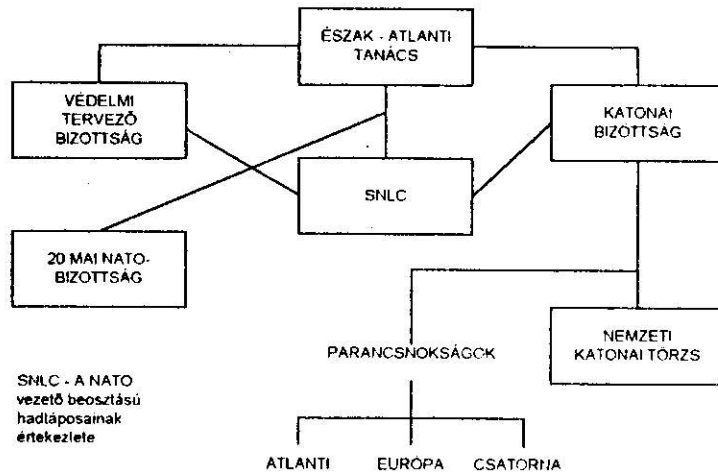 ÉSZAK - ATLANTI
TANÁCS
VÉDELMI
TERVEZŐ
BIZOTTSÁG
KATONAI
BIZOTTSÁG
SNLC
20 MAI NATO-
BIZOTTSÁG
PARANCSNOKSÁGOK
NEMZETI
KATONAI TÖRZS
SNLC - A NATO
vezető beosztású
hadtáposainak
értekezlete
ATLANTI
EURÓPA
CSATORNA